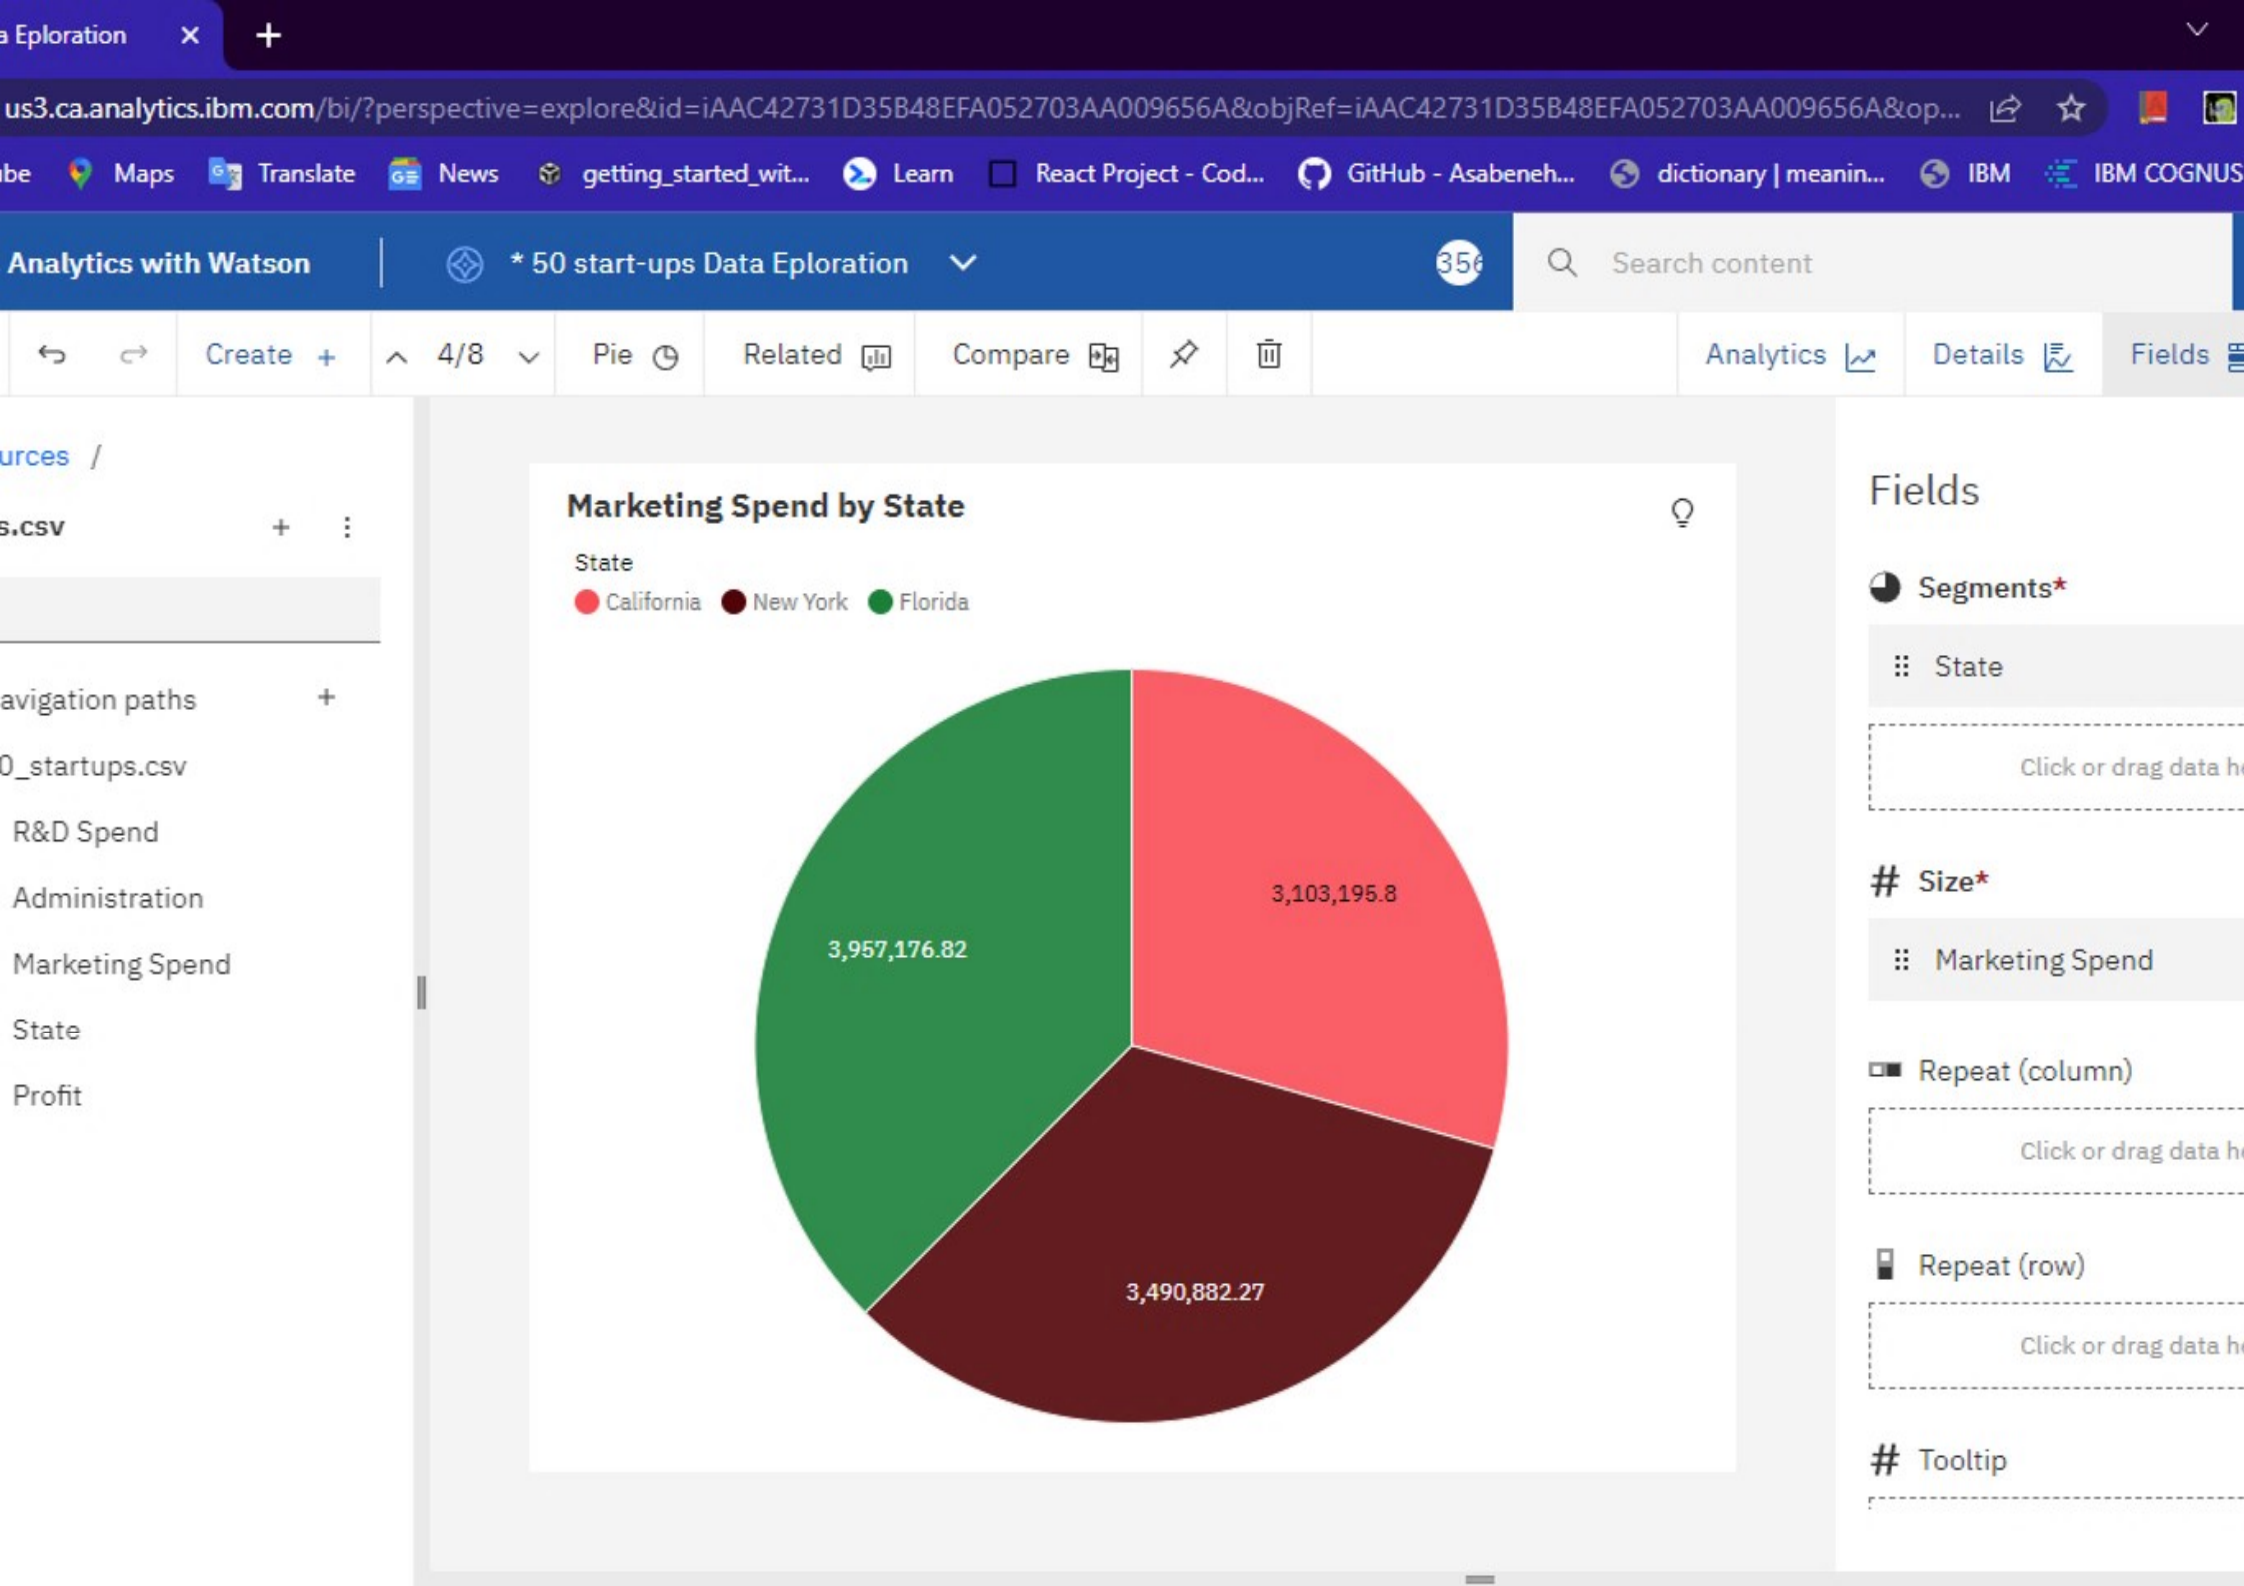 a Eploration
us3.ca.analytics.ibm.com/bi/?perspective=explore&id=iAAC42731D35B48EFA052703AA009656A&objRef=iAAC42731D35B48EFA052703AA009656A&op...
be Maps Translate News getting_started_wit... Learn React Project - Cod... GitHub - Asabeneh... dictionary | meanin... IBM IBM COGNUS
Analytics with Watson * 50 start-ups Data Eploration 356 Search content
Create + 4/8 Pie Related Compare Analytics Details Fields
urces /
s.csv
avigation paths
0_startups.csv
R&D Spend
Administration
Marketing Spend
State
Profit
Marketing Spend by State
State
California New York Florida
3,103,195.8
3,957,176.82
3,490,882.27
Fields
Segments*
State
Click or drag data he
# Size*
Marketing Spend
Repeat (column)
Click or drag data he
Repeat (row)
Click or drag data he
# Tooltip